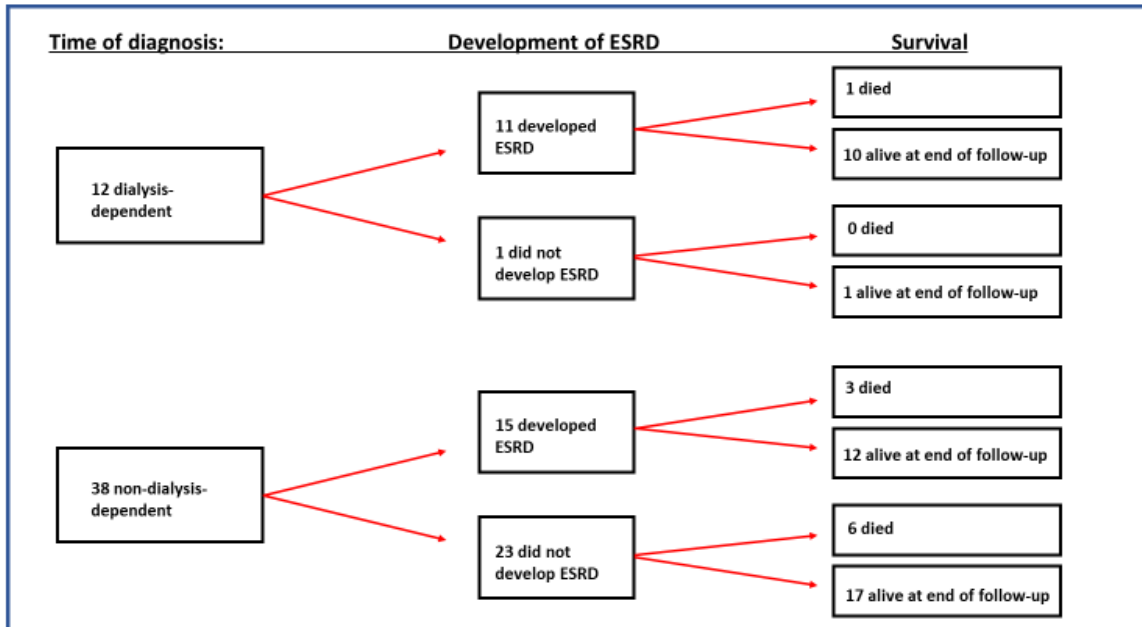 Time of diagnosis:
Development of ESRD
Survival
12 dialysis-
dependent
11 developed
ESRD
1 died
10 alive at end of follow-up
1 did not
develop ESRD
0 died
1 alive at end of follow-up
38 non-dialysis-
dependent
15 developed
ESRD
3 died
12 alive at end of follow-up
23 did not
develop ESRD
6 died
17 alive at end of follow-up